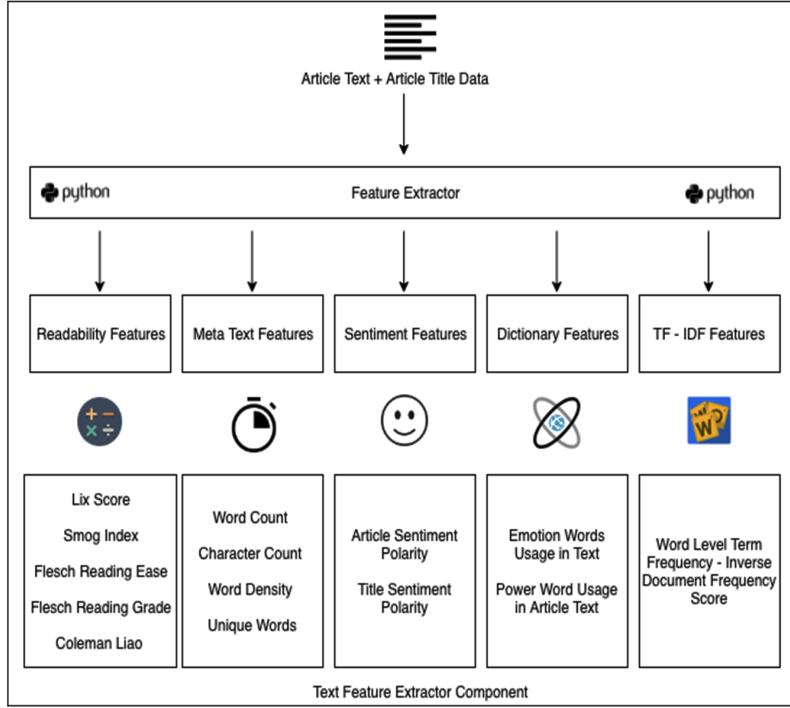 Article Text + Article Title Data
python
Feature Extractor
python
Readability Features
Meta Text Features
Sentiment Features
Dictionary Features
TF - IDF Features
W
Lix Score
Smog Index
Flesch Reading Ease
Flesch Reading Grade
Coleman Liao
Word Count
Character Count
Word Density
Unique Words
Article Sentiment
Polarity
Title Sentiment
Polarity
Emotion Words
Usage in Text
Power Word Usage
in Article Text
Word Level Term
Frequency - Inverse
Document Frequency
Score
Text Feature Extractor Component